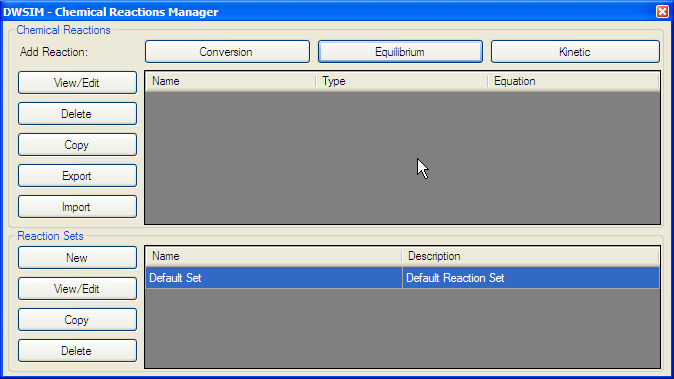 DWSIM - Chemical Reactions Manager
Chemical Reactions
Add Reaction: Conversion Equilibrium Kinetic
View/Edit
Delete
Copy
Export
Import
Name Type Equation
Reaction Sets
New
View/Edit
Copy
Delete
Name Description
Default Set Default Reaction Set